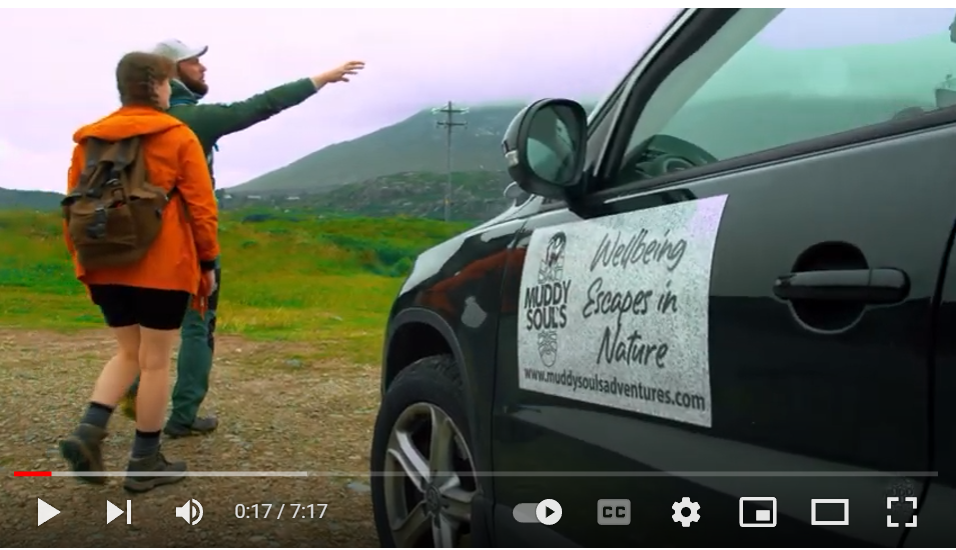 Wellbeing
Escapes in
Nature
MUDDY
SOULS
www.muddysoulsadventures.com
0:17 / 7:17
CC